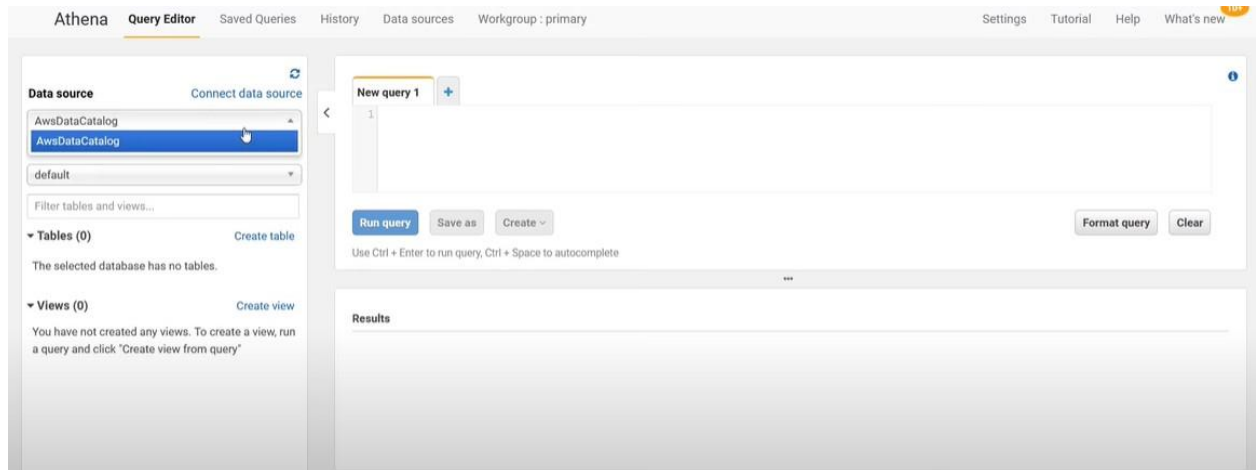 Athena Query Editor Saved Queries History Data sources Workgroup : primary Settings Tutorial Help What's new
Data source Connect data source
AwsDataCatalog
AwsDataCatalog
default
Filter tables and views...
Tables (0) Create table
The selected database has no tables.
Views (0) Create view
You have not created any views. To create a view, run
a query and click "Create view from query"
New query 1
1
Run query Save as Create Format query Clear
Use Ctrl + Enter to run query, Ctrl + Space to autocomplete
Results